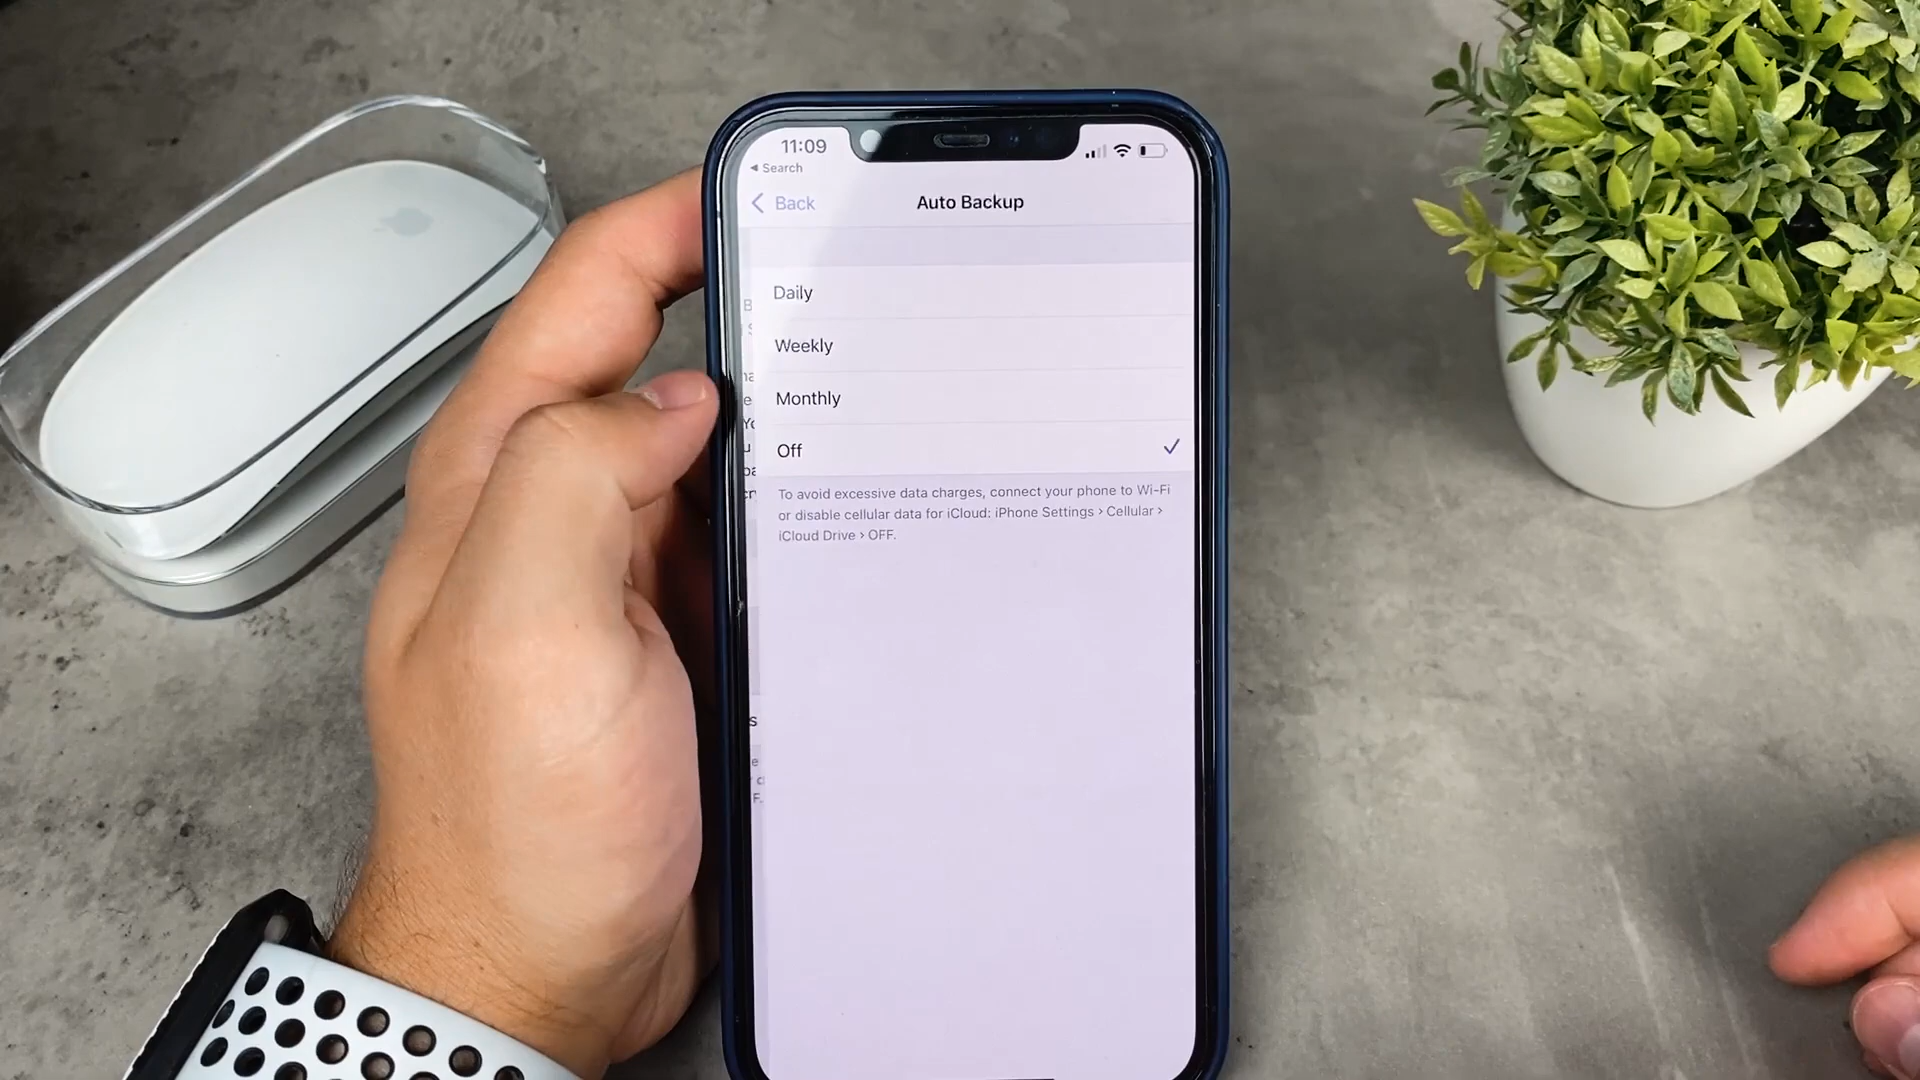 11:09
Search
Back
Auto Backup
Daily
Weekly
Monthly
Off
To avoid excessive data charges, connect your phone to Wi-Fi
or disable cellular data for iCloud: iPhone Settings › Cellular ›
iCloud Drive › OFF.